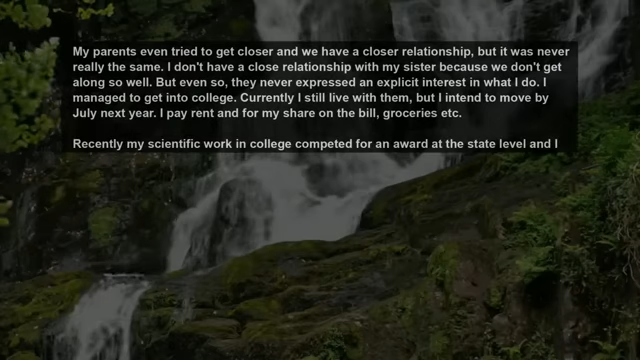 My parents even tried to get closer and we have a closer relationship, but it was never
really the same. I don't have a close relationship with my sister because we don't get
along so well. But even so, they never expressed an explicit interest in what I do. I
managed to get into college. Currently I still live with them, but I intend to move by
July next year. I pay rent and for my share on the bill, groceries etc.
Recently my scientific work in college competed for an award at the state level and I